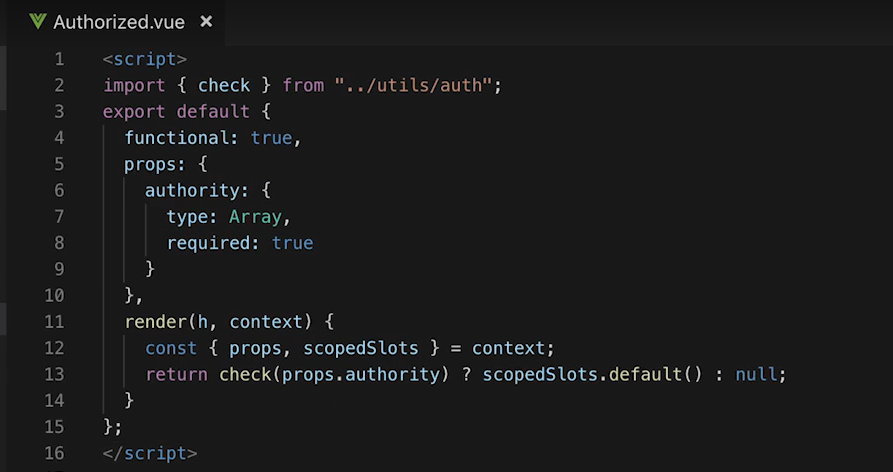 Authorized.vue ×
1 <script>
2 import { check } from "../utils/auth";
3 export default {
4   functional: true,
5   props: {
6     authority: {
7       type: Array,
8       required: true
9     }
10   },
11   render(h, context) {
12     const { props, scopedSlots } = context;
13     return check(props.authority) ? scopedSlots.default() : null;
14   }
15 };
16 </script>